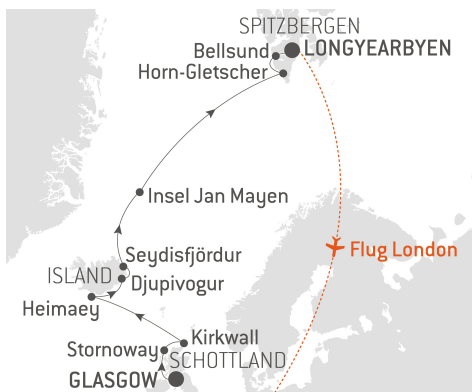 SPITZBERGEN
Bellsund
LONGYEARBYEN
Horn-Gletscher
Insel Jan Mayen
Flug London
Seydisfjördur
ISLAND
Djupivogur
Heimaey
Kirkwall
Stornoway
SCHOTTLAND
GLASGOW